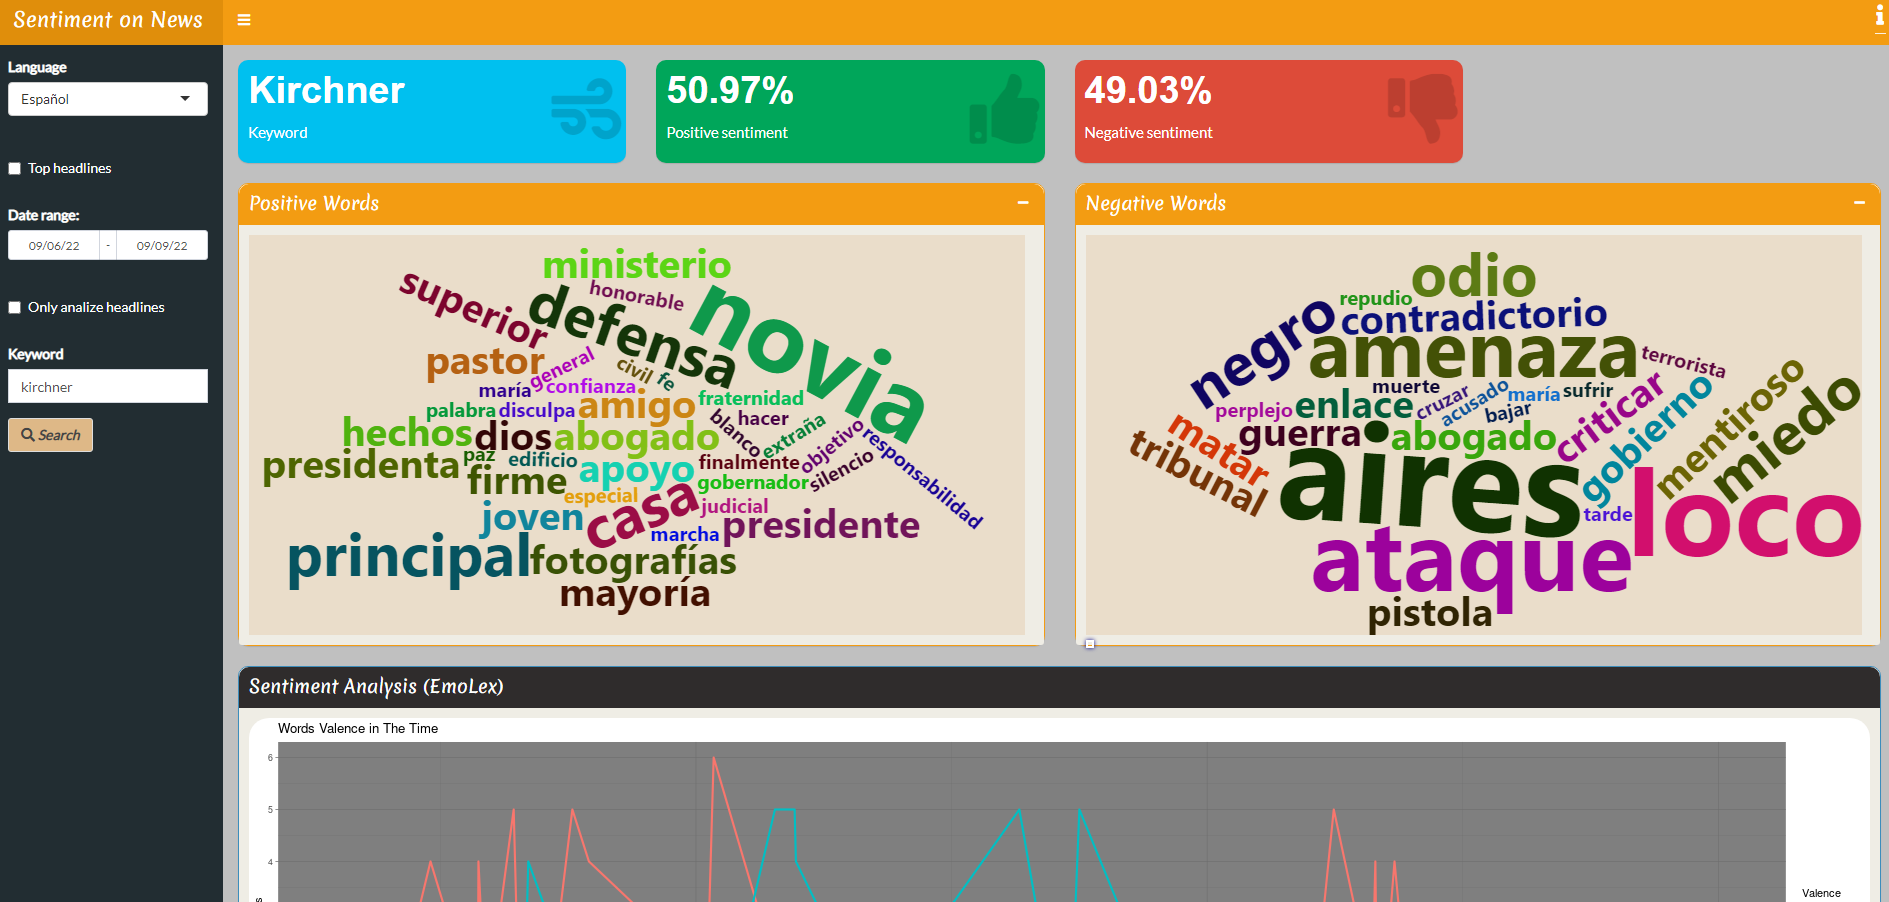 Sentiment on News
Language
Español
Top headlines
Date range:
09/06/22 - 09/09/22
Only analize headlines
Keyword
kirchner
Search
Kirchner
Keyword
50.97%
Positive sentiment
49.03%
Negative sentiment
Positive Words
ministerio
superior
honorable
defensa
novia
pastor
general
civil
fe
maría
confianza
palabra
disculpa
amigo
fraternidad
hechos
dios
abogado
blanco
hacer
extraña
objetivo
responsabilidad
presidenta
paz
edificio
firme
apoyo
finalmente
gobernador
silencio
especial
casa
judicial
joven
marcha
presidente
principal
fotografías
mayoría
Negative Words
odio
repudio
negro
contradictorio
amenaza
terrorista
muerte
cruzar
acusado
maría
sufrir
perplejo
enlace
bajar
criticar
gobierno
mentiroso
miedo
matar
guerra
abogado
tribunal
aires
loco
tarde
ataque
pistola
Sentiment Analysis (EmoLex)
Words Valence in The Time
6
5
4
Valence